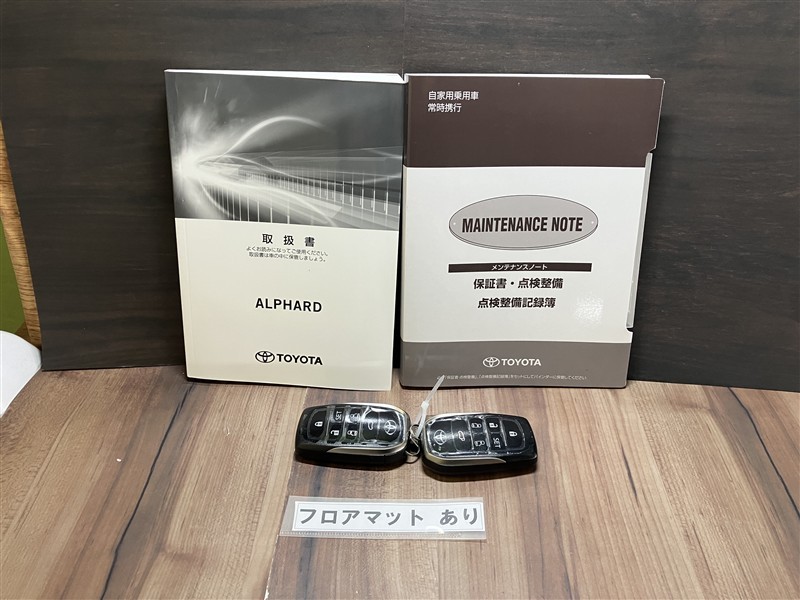 取扱書
よくお読みになってご使用ください。
取扱書は車の中に保管しましょう。
ALPHARD
TOYOTA
自家用乗用車
常時携行
MAINTENANCE NOTE
メンテナンスノート
保証書・点検整備
点検整備記録簿
TOYOTA
SET
SET
フロアマット あり